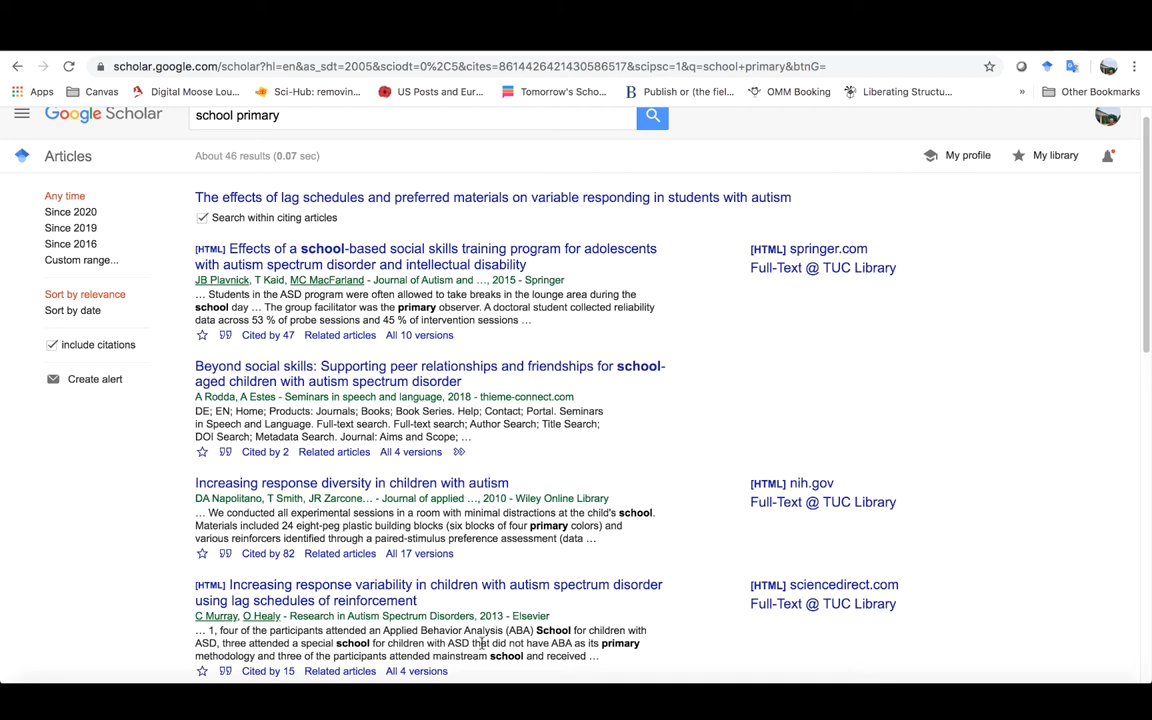 scholar.google.com/scholar?hl=en&as_sdt=2005&sciodt=0%2C5&cites=8614426421430586517&scipsc=1&q=school+primary&btnG=
Apps Canvas Digital Moose Lou... Sci-Hub: removin... US Posts and Eur... Tomorrow's Scho... B Publish or (the fiel... OMM Booking Liberating Structu... » Other Bookmarks
Google Scholar school primary
Articles About 46 results (0.07 sec) My profile My library
Any time
Since 2020
Since 2019
Since 2016
Custom range...
Sort by relevance
Sort by date
include citations
Create alert
The effects of lag schedules and preferred materials on variable responding in students with autism
Search within citing articles
[HTML] Effects of a school-based social skills training program for adolescents
with autism spectrum disorder and intellectual disability
JB Plavnick, T Kaid, MC MacFarland - Journal of Autism and ..., 2015 - Springer
... Students in the ASD program were often allowed to take breaks in the lounge area during the
school day ... The group facilitator was the primary observer. A doctoral student collected reliability
data across 53 % of probe sessions and 45 % of intervention sessions ...
Cited by 47 Related articles All 10 versions
[HTML] springer.com
Full-Text @ TUC Library
Beyond social skills: Supporting peer relationships and friendships for school-
aged children with autism spectrum disorder
A Rodda, A Estes - Seminars in speech and language, 2018 - thieme-connect.com
DE; EN; Home; Products: Journals; Books; Book Series. Help; Contact; Portal. Seminars
in Speech and Language. Full-text search. Full-text search; Author Search; Title Search;
DOI Search; Metadata Search. Journal: Aims and Scope; ...
Cited by 2 Related articles All 4 versions
Increasing response diversity in children with autism
DA Napolitano, T Smith, JR Zarcone... - Journal of applied ..., 2010 - Wiley Online Library
... We conducted all experimental sessions in a room with minimal distractions at the child's school.
Materials included 24 eight-peg plastic building blocks (six blocks of four primary colors) and
various reinforcers identified through a paired-stimulus preference assessment (data ...
Cited by 82 Related articles All 17 versions
[HTML] nih.gov
Full-Text @ TUC Library
[HTML] Increasing response variability in children with autism spectrum disorder
using lag schedules of reinforcement
C Murray, O Healy - Research in Autism Spectrum Disorders, 2013 - Elsevier
... 1, four of the participants attended an Applied Behavior Analysis (ABA) School for children with
ASD, three attended a special school for children with ASD that did not have ABA as its primary
methodology and three of the participants attended mainstream school and received ...
Cited by 15 Related articles All 4 versions
[HTML] sciencedirect.com
Full-Text @ TUC Library